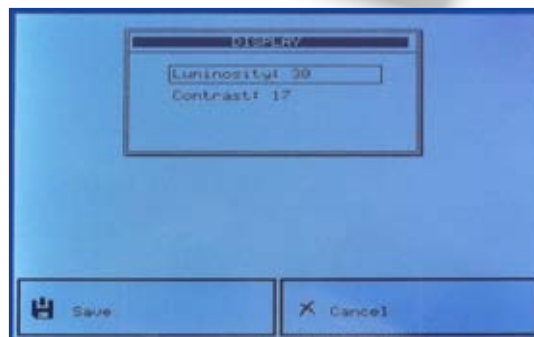 DISPLAY
Luminosity: 30
Contrast: 17
Save
Cancel